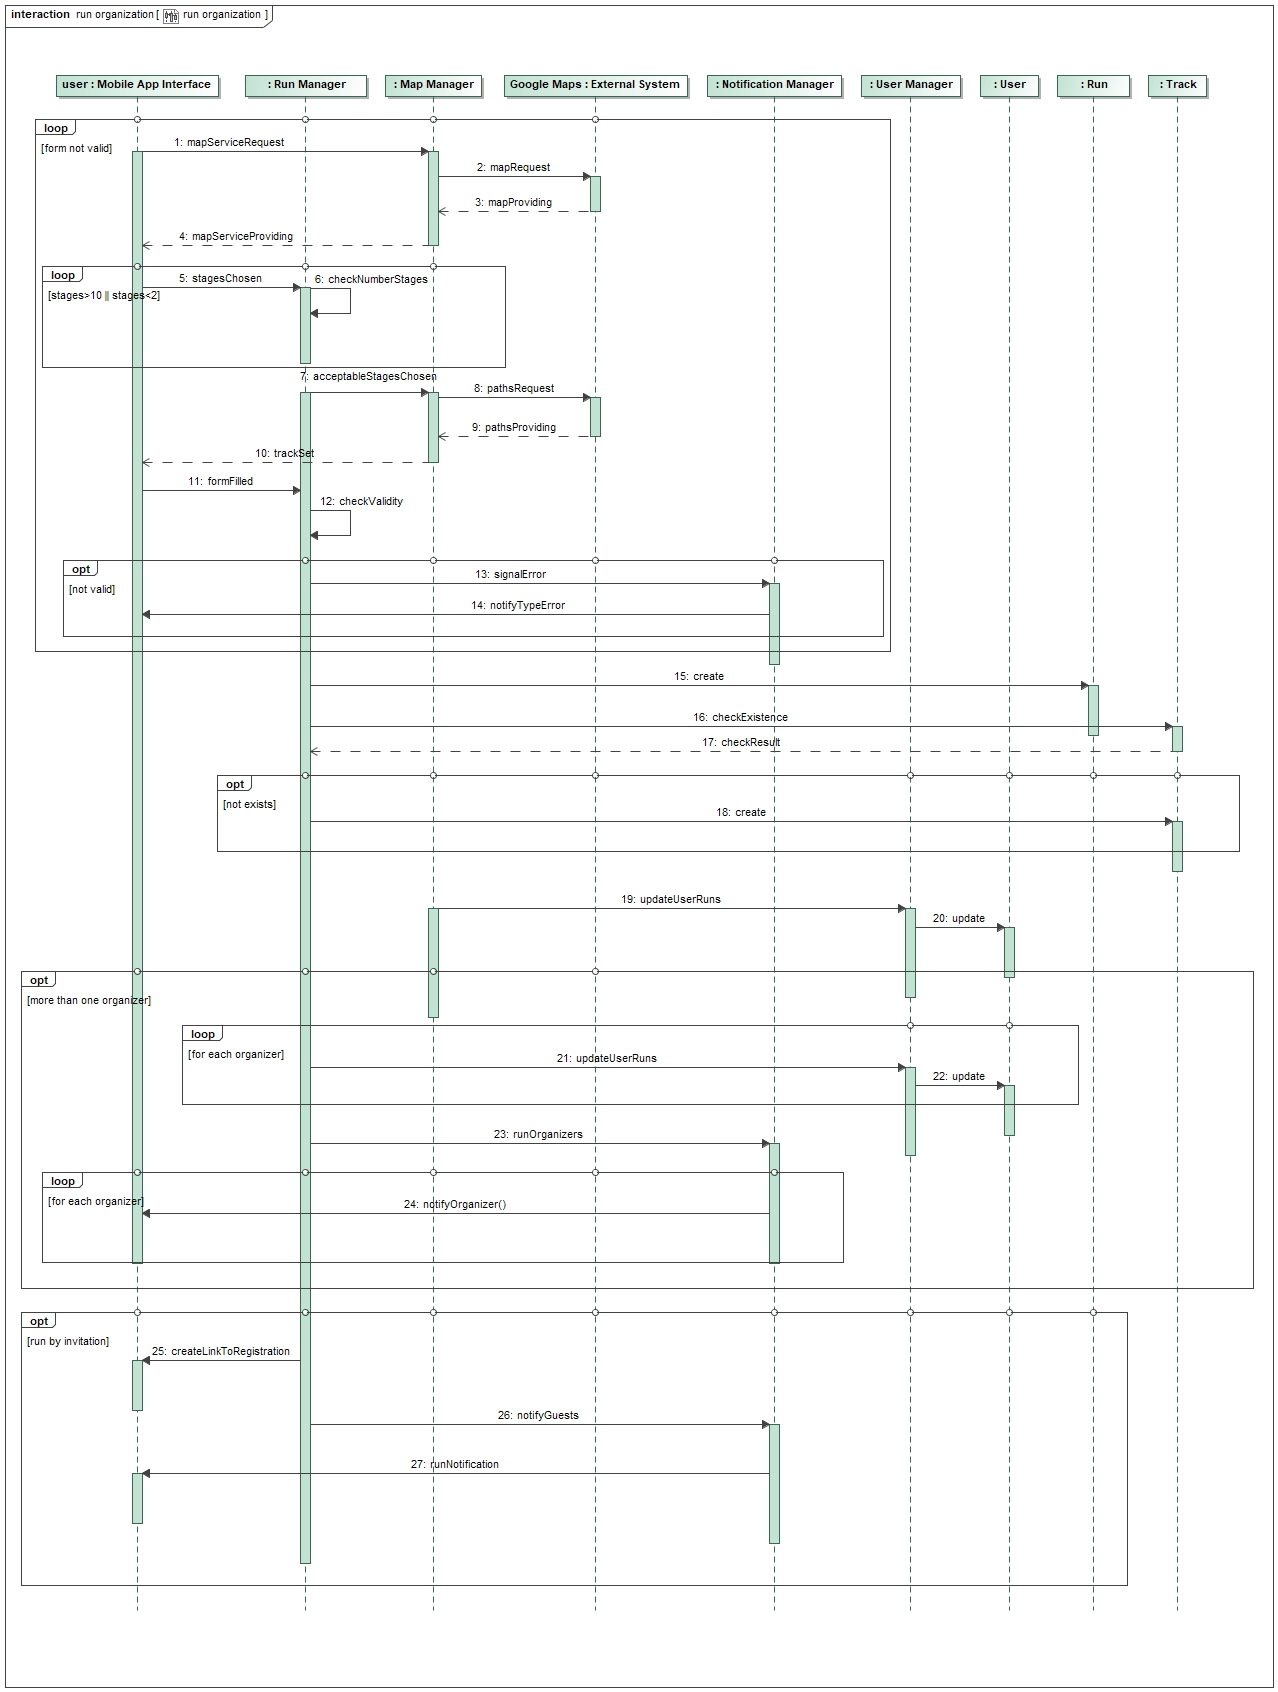 interaction run organization [ run organization ]
user : Mobile App Interface
: Run Manager
: Map Manager
Google Maps : External System
: Notification Manager
: User Manager
: User
: Run
: Track
loop
[form not valid]
1: mapServiceRequest
2: mapRequest
3: mapProviding
4: mapServiceProviding
loop
[stages>10 || stages<2]
5: stagesChosen
6: checkNumberStages
7: acceptableStagesChosen
8: pathsRequest
9: pathsProviding
10: trackSet
11: formFilled
12: checkValidity
opt
[not valid]
13: signalError
14: notifyTypeError
15: create
16: checkExistence
17: checkResult
opt
[not exists]
18: create
19: updateUserRuns
20: update
opt
[more than one organizer]
loop
[for each organizer]
21: updateUserRuns
22: update
23: runOrganizers
loop
[for each organizer]
24: notifyOrganizer()
opt
[run by invitation]
25: createLinkToRegistration
26: notifyGuests
27: runNotification